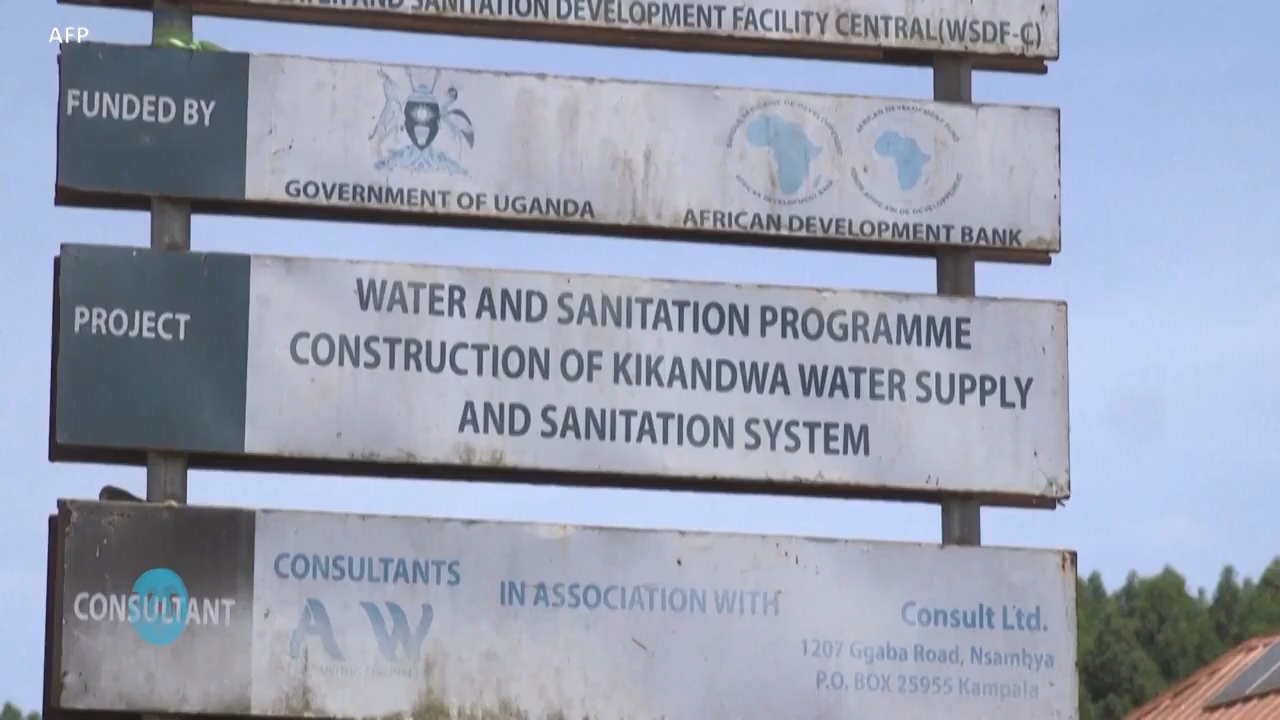 AFP
AND SANITATION DEVELOPMENT FACILITY CENTRAL(WSDF-C)
FUNDED BY
GOVERNMENT OF UGANDA
AFRICAN DEVELOPMENT BANK
PROJECT
WATER AND SANITATION PROGRAMME
CONSTRUCTION OF KIKANDWA WATER SUPPLY
AND SANITATION SYSTEM
CONSULTANT
CONSULTANTS
AW
IN ASSOCIATION WITH
Consult Ltd.
1207 Ggaba Road, Nsambya
P.O. BOX 25955 Kampala